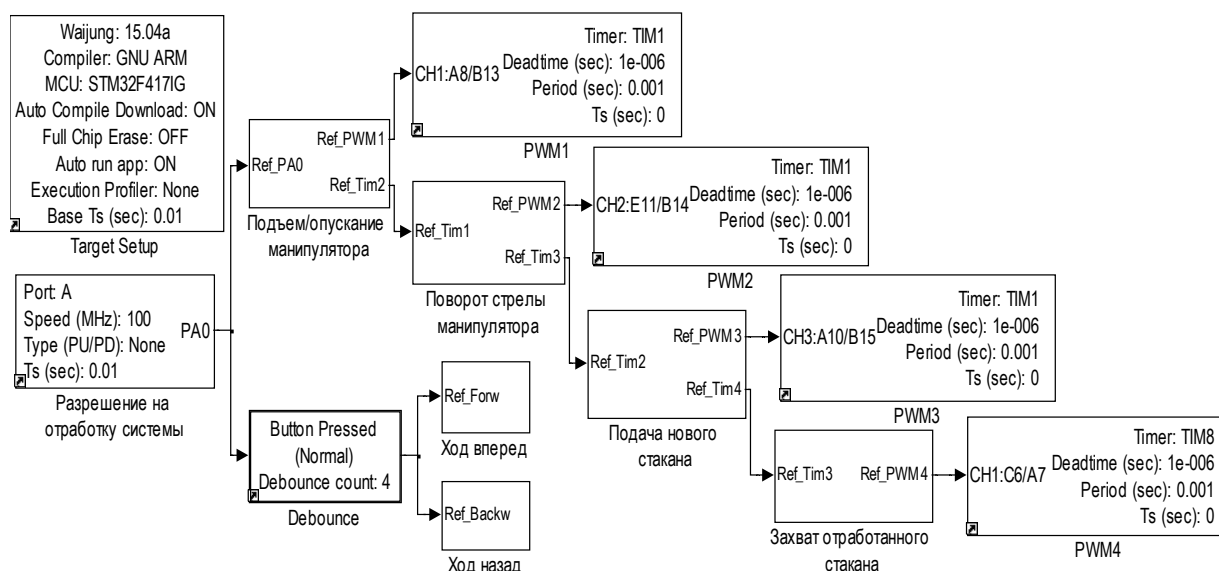 Waijung: 15.04a
Compiler: GNU ARM
MCU: STM32F417IG
Auto Compile Download: ON
Full Chip Erase: OFF
Auto run app: ON
Execution Profiler: None
Base Ts (sec): 0.01
Target Setup
Port: A
Speed (MHz): 100
Type (PU/PD): None
Ts (sec): 0.01
PA0
Разрешение на
отработку системы
Ref_PA0
Ref_PWM1
Ref_Tim2
Подъем/опускание
манипулятора
CH1:A8/B13
Timer: TIM1
Deadtime (sec): 1e-006
Period (sec): 0.001
Ts (sec): 0
PWM1
Ref_Tim1
Ref_PWM2
Ref_Tim3
Поворот стрелы
манипулятора
CH2:E11/B14
Timer: TIM1
Deadtime (sec): 1e-006
Period (sec): 0.001
Ts (sec): 0
PWM2
Ref_Tim2
Ref_PWM3
Ref_Tim4
Подача нового
стакана
CH3:A10/B15
Timer: TIM1
Deadtime (sec): 1e-006
Period (sec): 0.001
Ts (sec): 0
PWM3
Ref_Tim3
Ref_PWM4
Захват отработанного
стакана
CH1:C6/A7
Timer: TIM8
Deadtime (sec): 1e-006
Period (sec): 0.001
Ts (sec): 0
PWM4
Button Pressed
(Normal)
Debounce count: 4
Debounce
Ref_Forw
Ход вперед
Ref_Backw
Ход назад